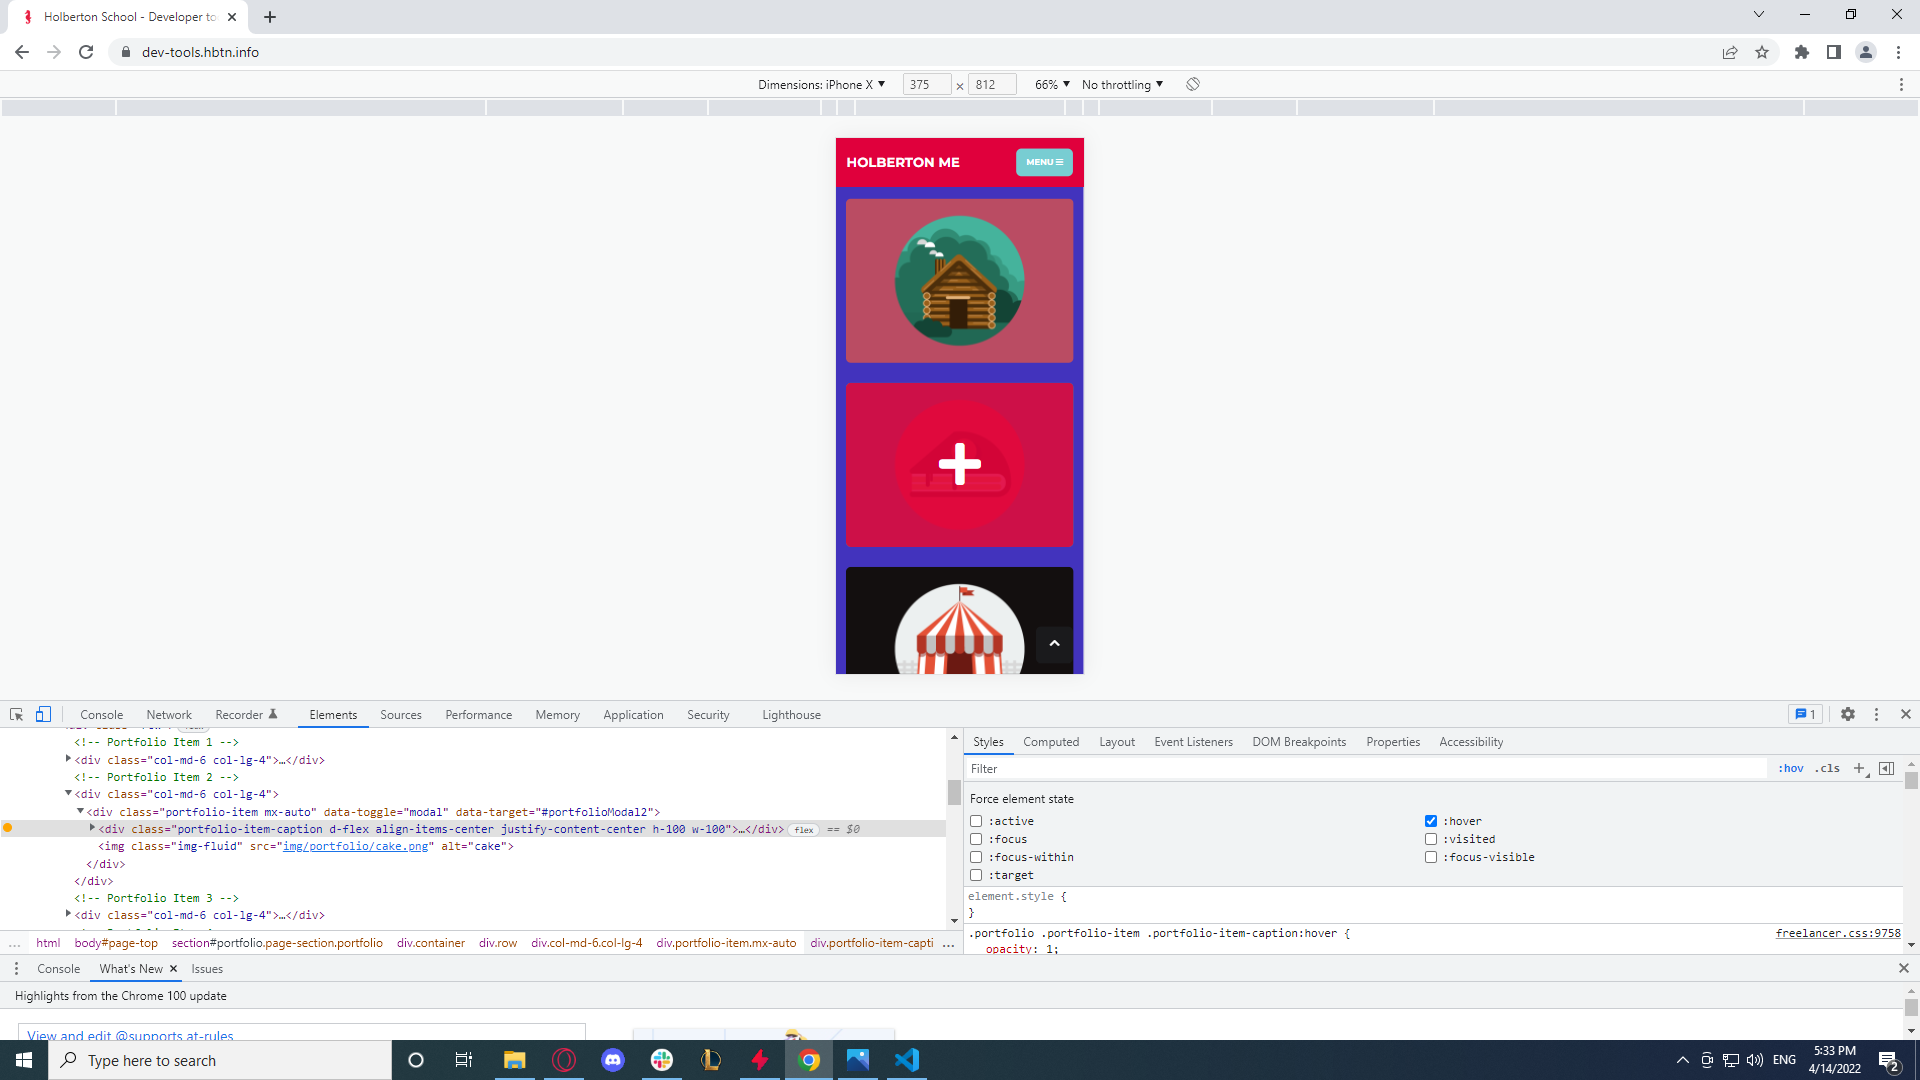 Holberton School - Developer to
dev-tools.hbtn.info
Dimensions: iPhone X ▼ 375 × 812 66% ▼ No throttling ▼
HOLBERTON ME
MENU
Console Network Recorder Elements Sources Performance Memory Application Security Lighthouse 1
<!-- Portfolio Item 1 -->
<div class="col-md-6 col-lg-4">…</div>
<!-- Portfolio Item 2 -->
<div class="col-md-6 col-lg-4">
<div class="portfolio-item mx-auto" data-toggle="modal" data-target="#portfolioModal2">
<div class="portfolio-item-caption d-flex align-items-center justify-content-center h-100 w-100">…</div> flex == $0
<img class="img-fluid" src="img/portfolio/cake.png" alt="cake">
</div>
</div>
<!-- Portfolio Item 3 -->
<div class="col-md-6 col-lg-4">…</div>
… html body#page-top section#portfolio.page-section.portfolio div.container div.row div.col-md-6.col-lg-4 div.portfolio-item.mx-auto div.portfolio-item-capti …
Styles Computed Layout Event Listeners DOM Breakpoints Properties Accessibility
Filter :hov .cls
Force element state
:active :hover
:focus :visited
:focus-within :focus-visible
:target
element.style {
}
.portfolio .portfolio-item .portfolio-item-caption:hover { freelancer.css:9758
opacity: 1;
Console What's New Issues
Highlights from the Chrome 100 update
View and edit @supports at-rules
Type here to search
ENG
5:33 PM
4/14/2022
2